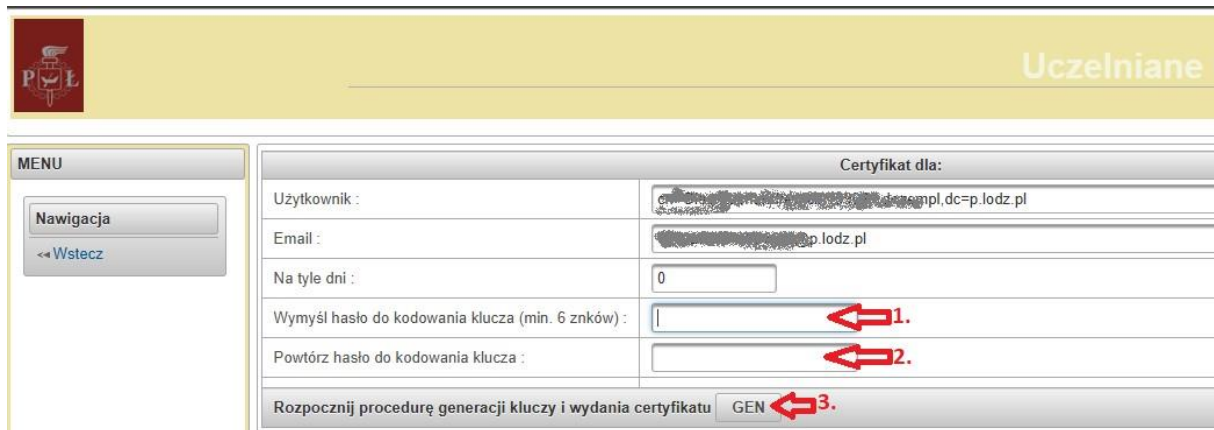 P Ł
Uczelniane
MENU
Certyfikat dla:
Użytkownik :
dc=empl,dc=p.lodz.pl
Nawigacja
Email :
p.lodz.pl
<< Wstecz
Na tyle dni :
0
Wymyśl hasło do kodowania klucza (min. 6 znków) :
1.
Powtórz hasło do kodowania klucza :
2.
Rozpocznij procedurę generacji kluczy i wydania certyfikatu GEN 3.